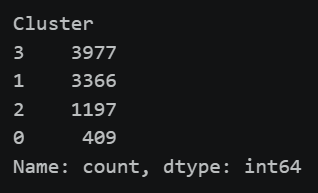 Cluster
3    3977
1    3366
2    1197
0     409
Name: count, dtype: int64